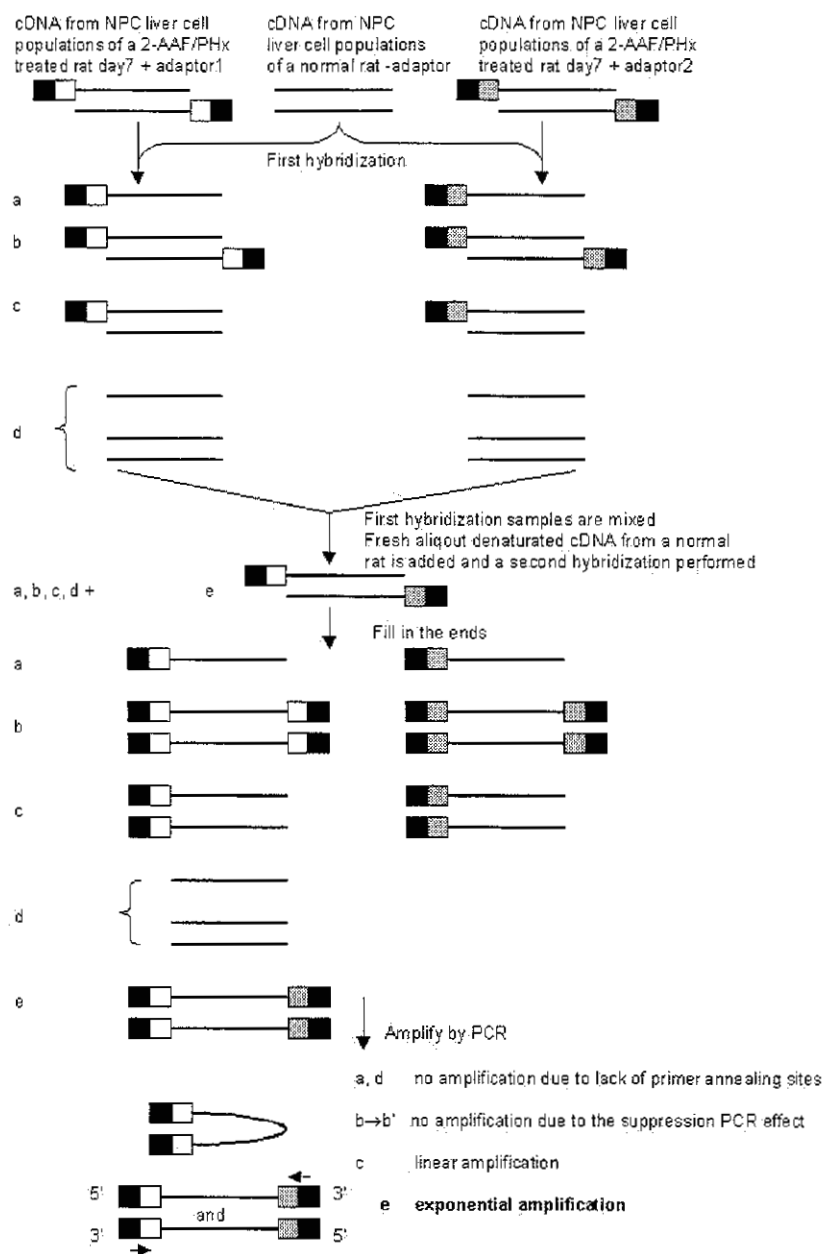 cDNA from NPC liver cell
populations of a 2-AAF/PHx
treated rat day7 + adaptor1
cDNA from NPC
liver cell populations
of a normal rat -adaptor
cDNA from NPC liver cell
populations of a 2-AAF/PHx
treated rat day7 + adaptor2
First hybridization
a
b
c
d
First hybridization samples are mixed
Fresh aliqout denaturated cDNA from a normal
rat is added and a second hybridization performed
a, b, c, d + e
Fill in the ends
a
b
c
d
e
Amplify by PCR
a, d no amplification due to lack of primer annealing sites
b→b' no amplification due to the suppression PCR effect
c linear amplification
e exponential amplification
5' 3'
and
3' 5'